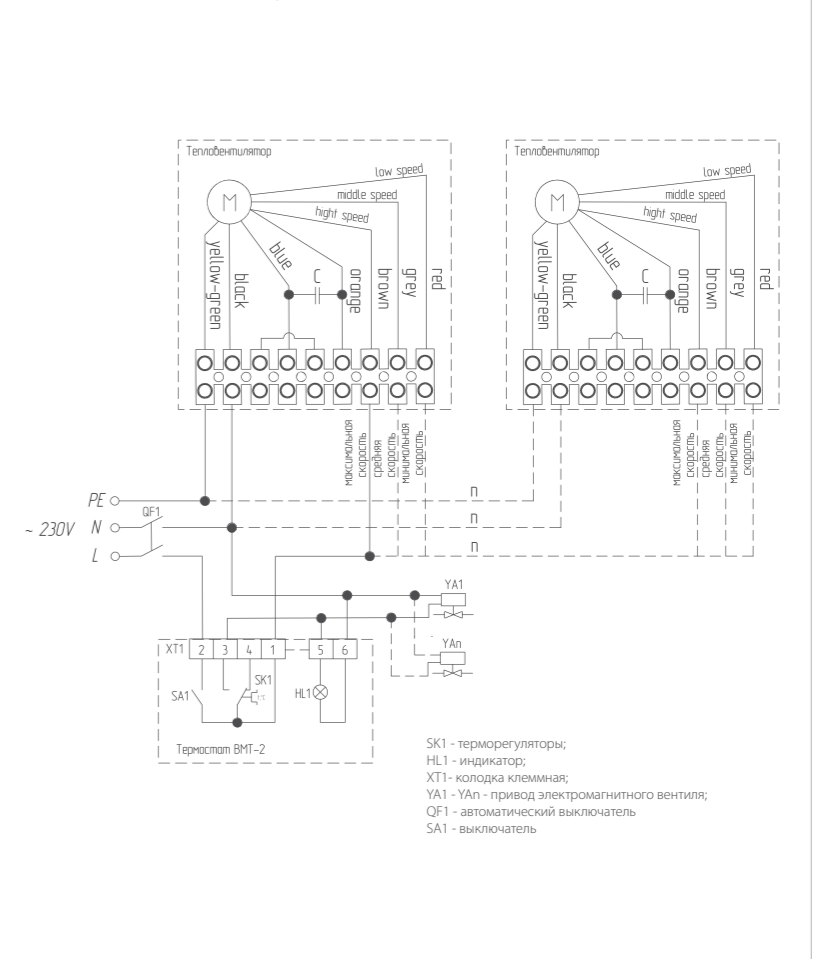 Тепловентилятор
Тепловентилятор
low speed
middle speed
hight speed
M
yellow-green
black
blue
C
orange
brown
grey
red
low speed
middle speed
hight speed
M
yellow-green
black
blue
C
orange
brown
grey
red
максимальная
скорость
средняя
скорость
минимальная
скорость
максимальная
скорость
средняя
скорость
минимальная
скорость
PE
n
~ 230V
N
QF1
n
L
n
YA1
YAn
XT1
2
3
4
1
5
6
SA1
SK1
t°C
HL1
Термостат ВМТ-2
SK1 - терморегуляторы;
HL1 - индикатор;
XT1- колодка клеммная;
YA1 - YAn - привод электромагнитного вентиля;
QF1 - автоматический выключатель
SA1 - выключатель